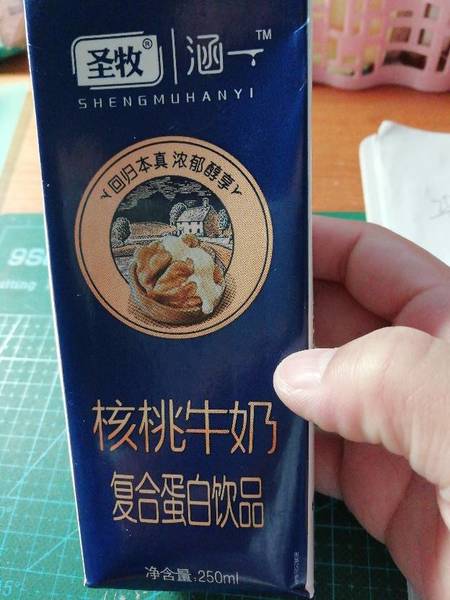 圣牧® 涵一™
SHENGMUHANYI
回归本真 浓郁醇享
核桃牛奶
复合蛋白饮品
净含量:250ml